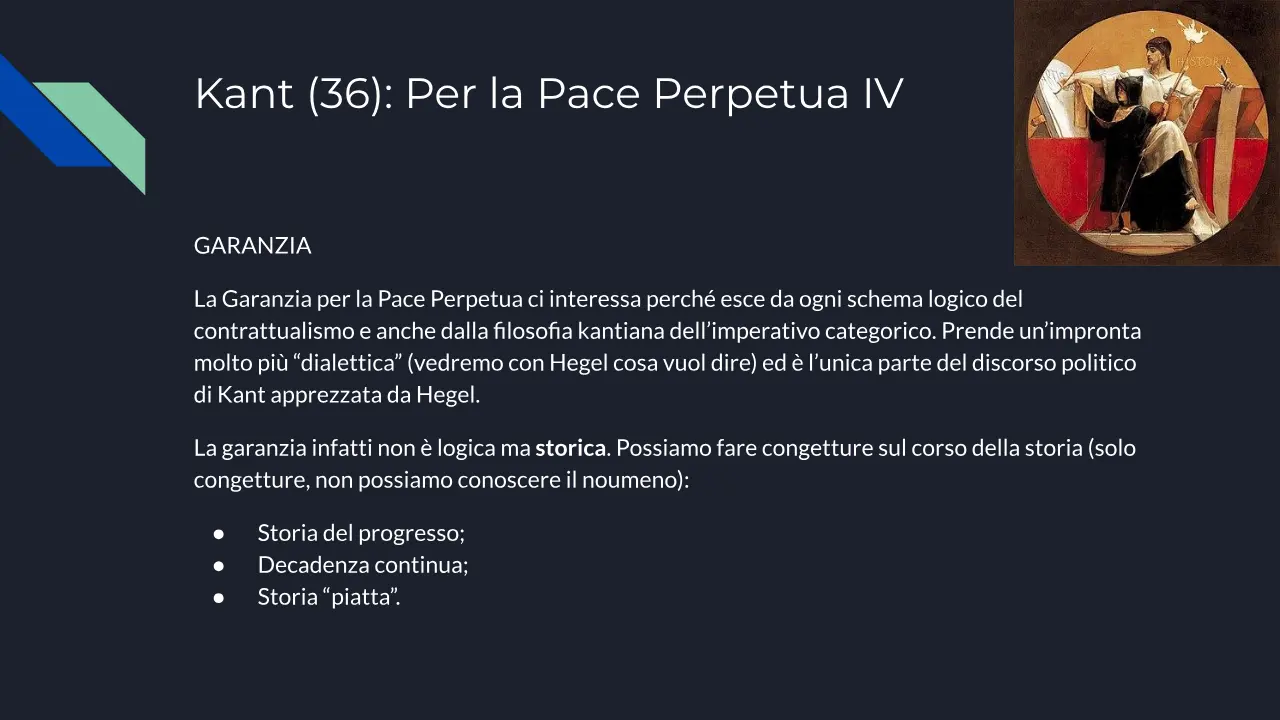 Kant (36): Per la Pace Perpetua IV
HISTORIA
GARANZIA
La Garanzia per la Pace Perpetua ci interessa perché esce da ogni schema logico del
contrattualismo e anche dalla filosofia kantiana dell’imperativo categorico. Prende un’impronta
molto più “dialettica” (vedremo con Hegel cosa vuol dire) ed è l’unica parte del discorso politico
di Kant apprezzata da Hegel.
La garanzia infatti non è logica ma storica. Possiamo fare congetture sul corso della storia (solo
congetture, non possiamo conoscere il noumeno):
● Storia del progresso;
● Decadenza continua;
● Storia “piatta”.